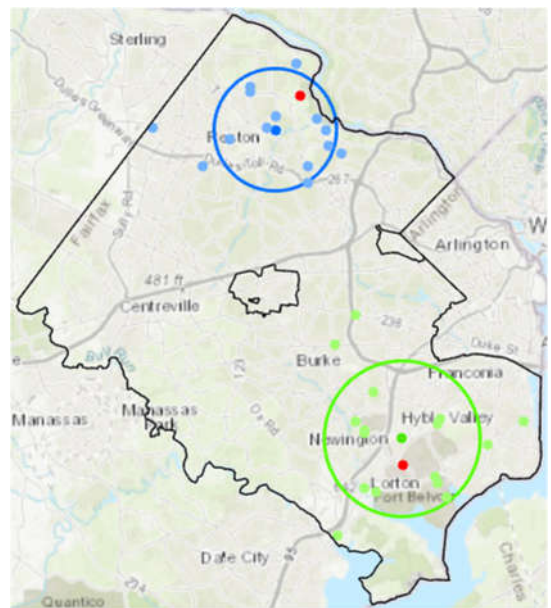 Sterling
7
Dulles Greenway
Reston
Dulles Toll Rd
267
Fairfax
Sully Rd
Arlington
W
Arlington
481 ft
Centreville
236
Duke St
Burke
Bull Run
Franconia
123
Manassas
Manassas
Park
Ox Rd
Hybla Valley
Newington
Lorton
Fort Belvoir
Dale City
95
234
Charles
Quantico